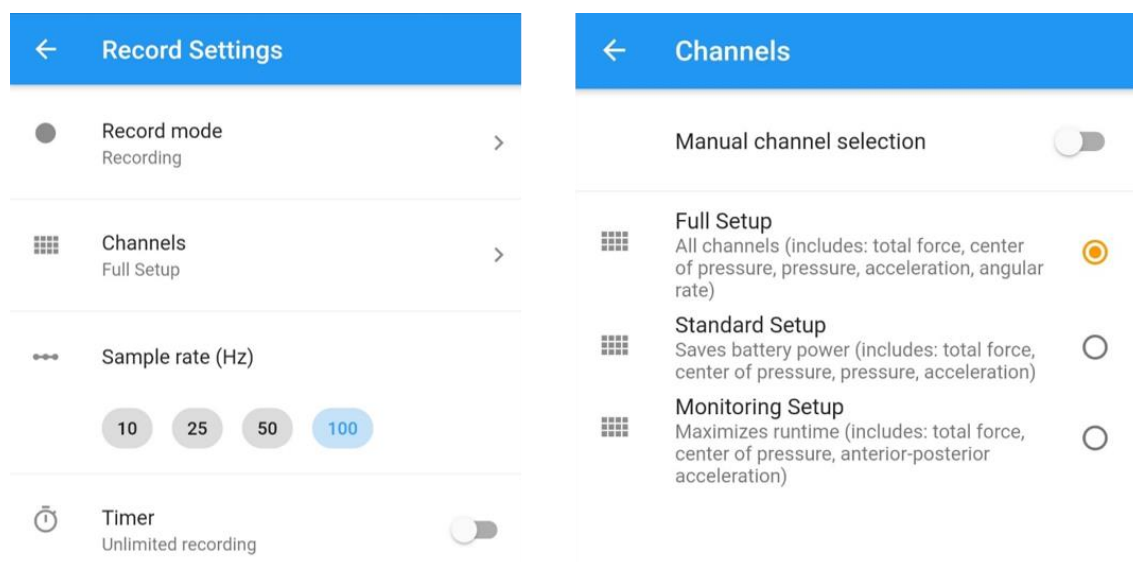 Record Settings
Record mode
Recording
Channels
Full Setup
Sample rate (Hz)
10 25 50 100
Timer
Unlimited recording
Channels
Manual channel selection
Full Setup
All channels (includes: total force, center
of pressure, pressure, acceleration, angular
rate)
Standard Setup
Saves battery power (includes: total force,
center of pressure, pressure, acceleration)
Monitoring Setup
Maximizes runtime (includes: total force,
center of pressure, anterior-posterior
acceleration)